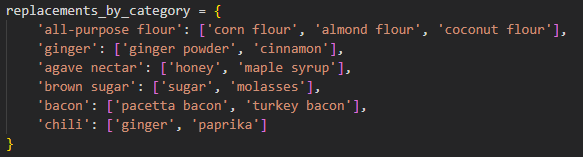 replacements_by_category = {
    'all-purpose flour': ['corn flour', 'almond flour', 'coconut flour'],
    'ginger': ['ginger powder', 'cinnamon'],
    'agave nectar': ['honey', 'maple syrup'],
    'brown sugar': ['sugar', 'molasses'],
    'bacon': ['pacetta bacon', 'turkey bacon'],
    'chili': ['ginger', 'paprika']
}